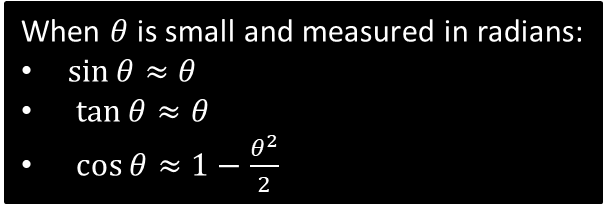 When θ is small and measured in radians:
• sin θ ≈ θ
• tan θ ≈ θ
• cos θ ≈ 1 − θ²/2